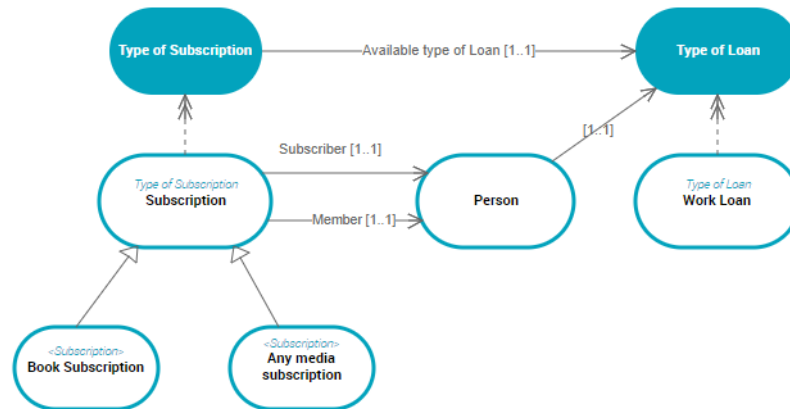 Type of Subscription
Available type of Loan [1..1]
Type of Loan
[1..1]
Subscriber [1..1]
Type of Subscription
Subscription
Person
Type of Loan
Work Loan
Member [1..1]
<Subscription>
Book Subscription
<Subscription>
Any media
subscription